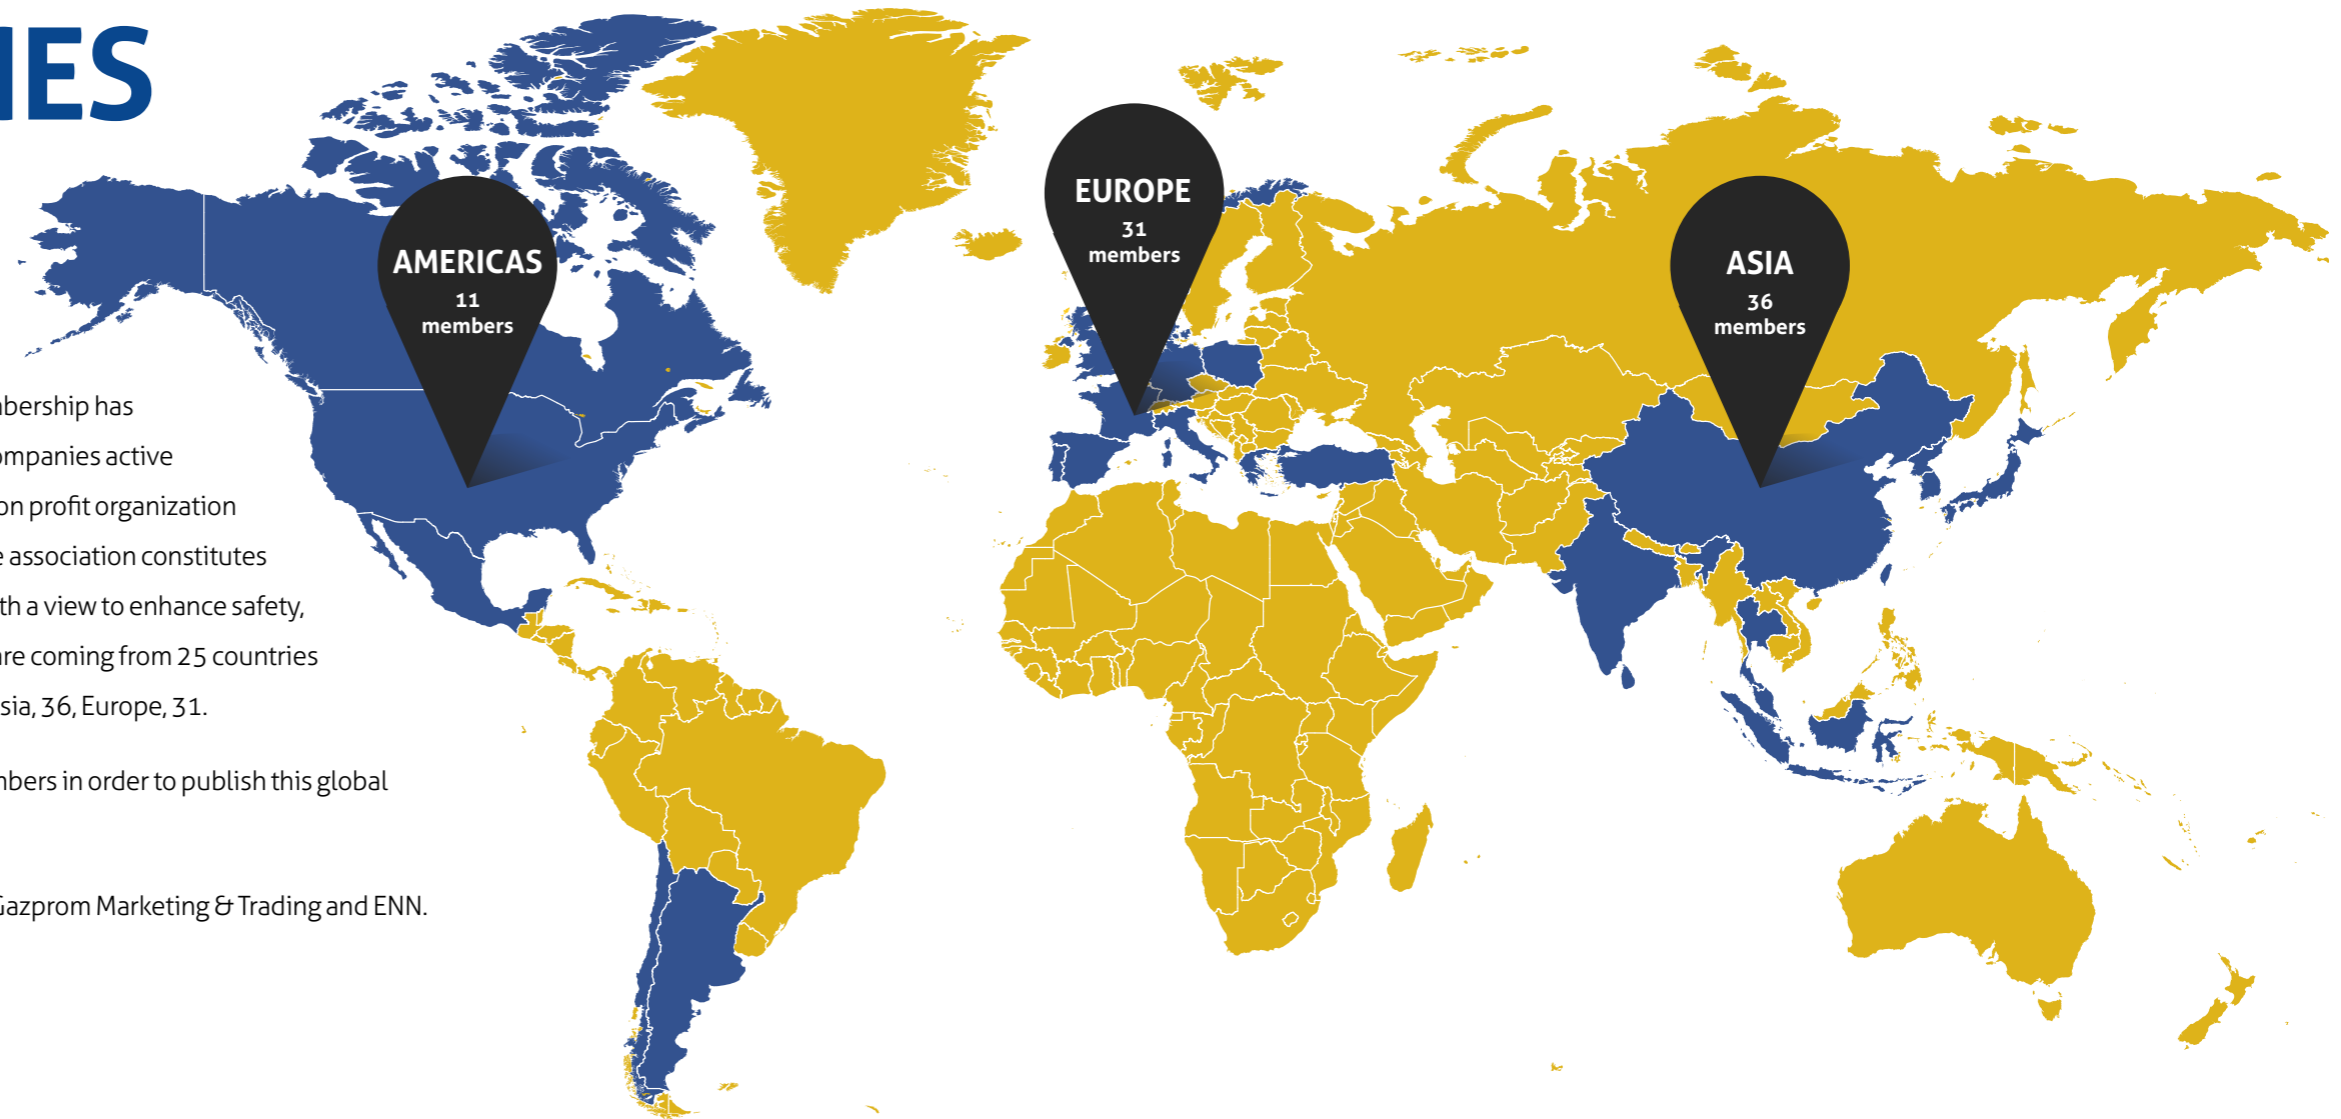 IES
AMERICAS
11
members
EUROPE
31
members
ASIA
36
members
bership has
ompanies active
on profit organization
e association constitutes
th a view to enhance safety,
are coming from 25 countries
sia, 36, Europe, 31.
nbers in order to publish this global
Gazprom Marketing & Trading and ENN.